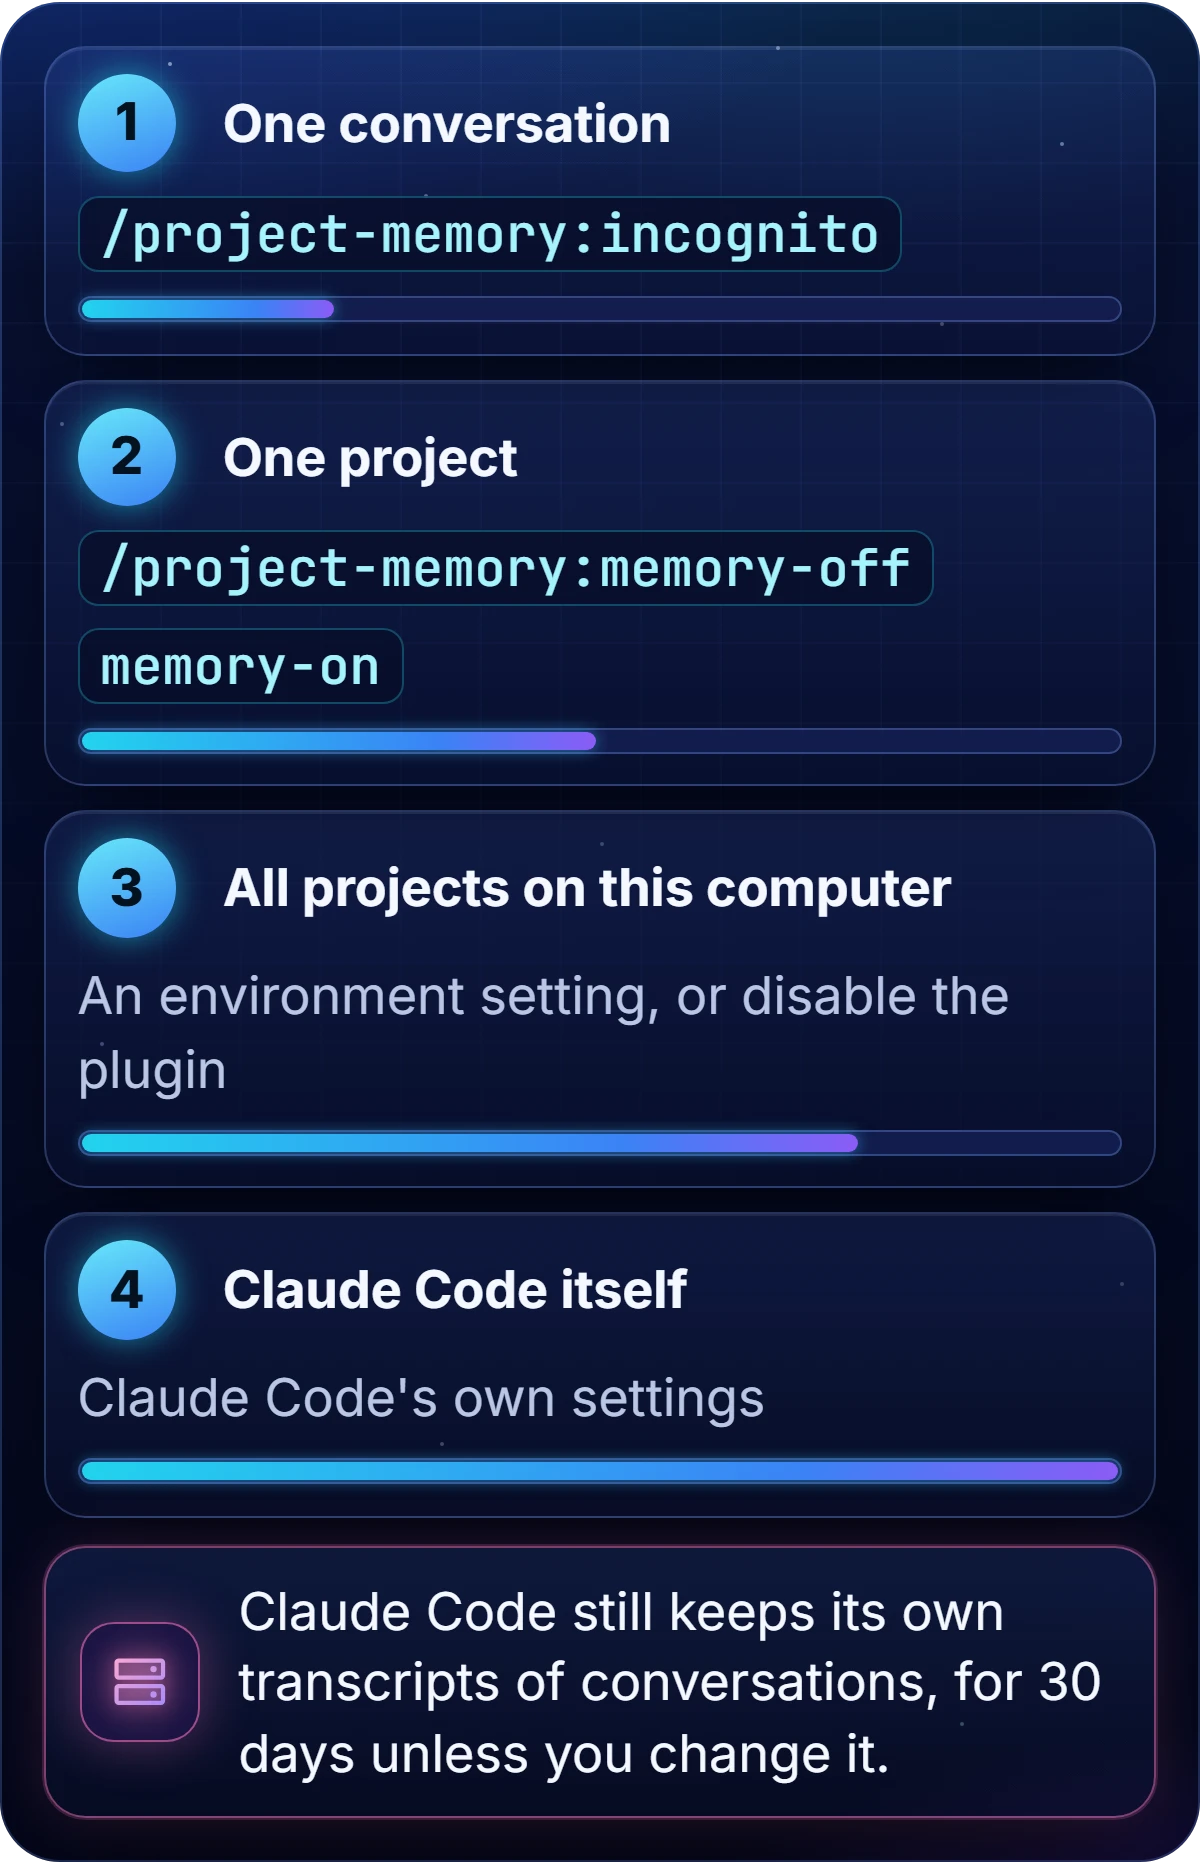 1
One conversation
/project-memory:incognito
2
One project
/project-memory:memory-off
memory-on
3
All projects on this computer
An environment setting, or disable the
plugin
4
Claude Code itself
Claude Code's own settings
Claude Code still keeps its own
transcripts of conversations, for 30
days unless you change it.